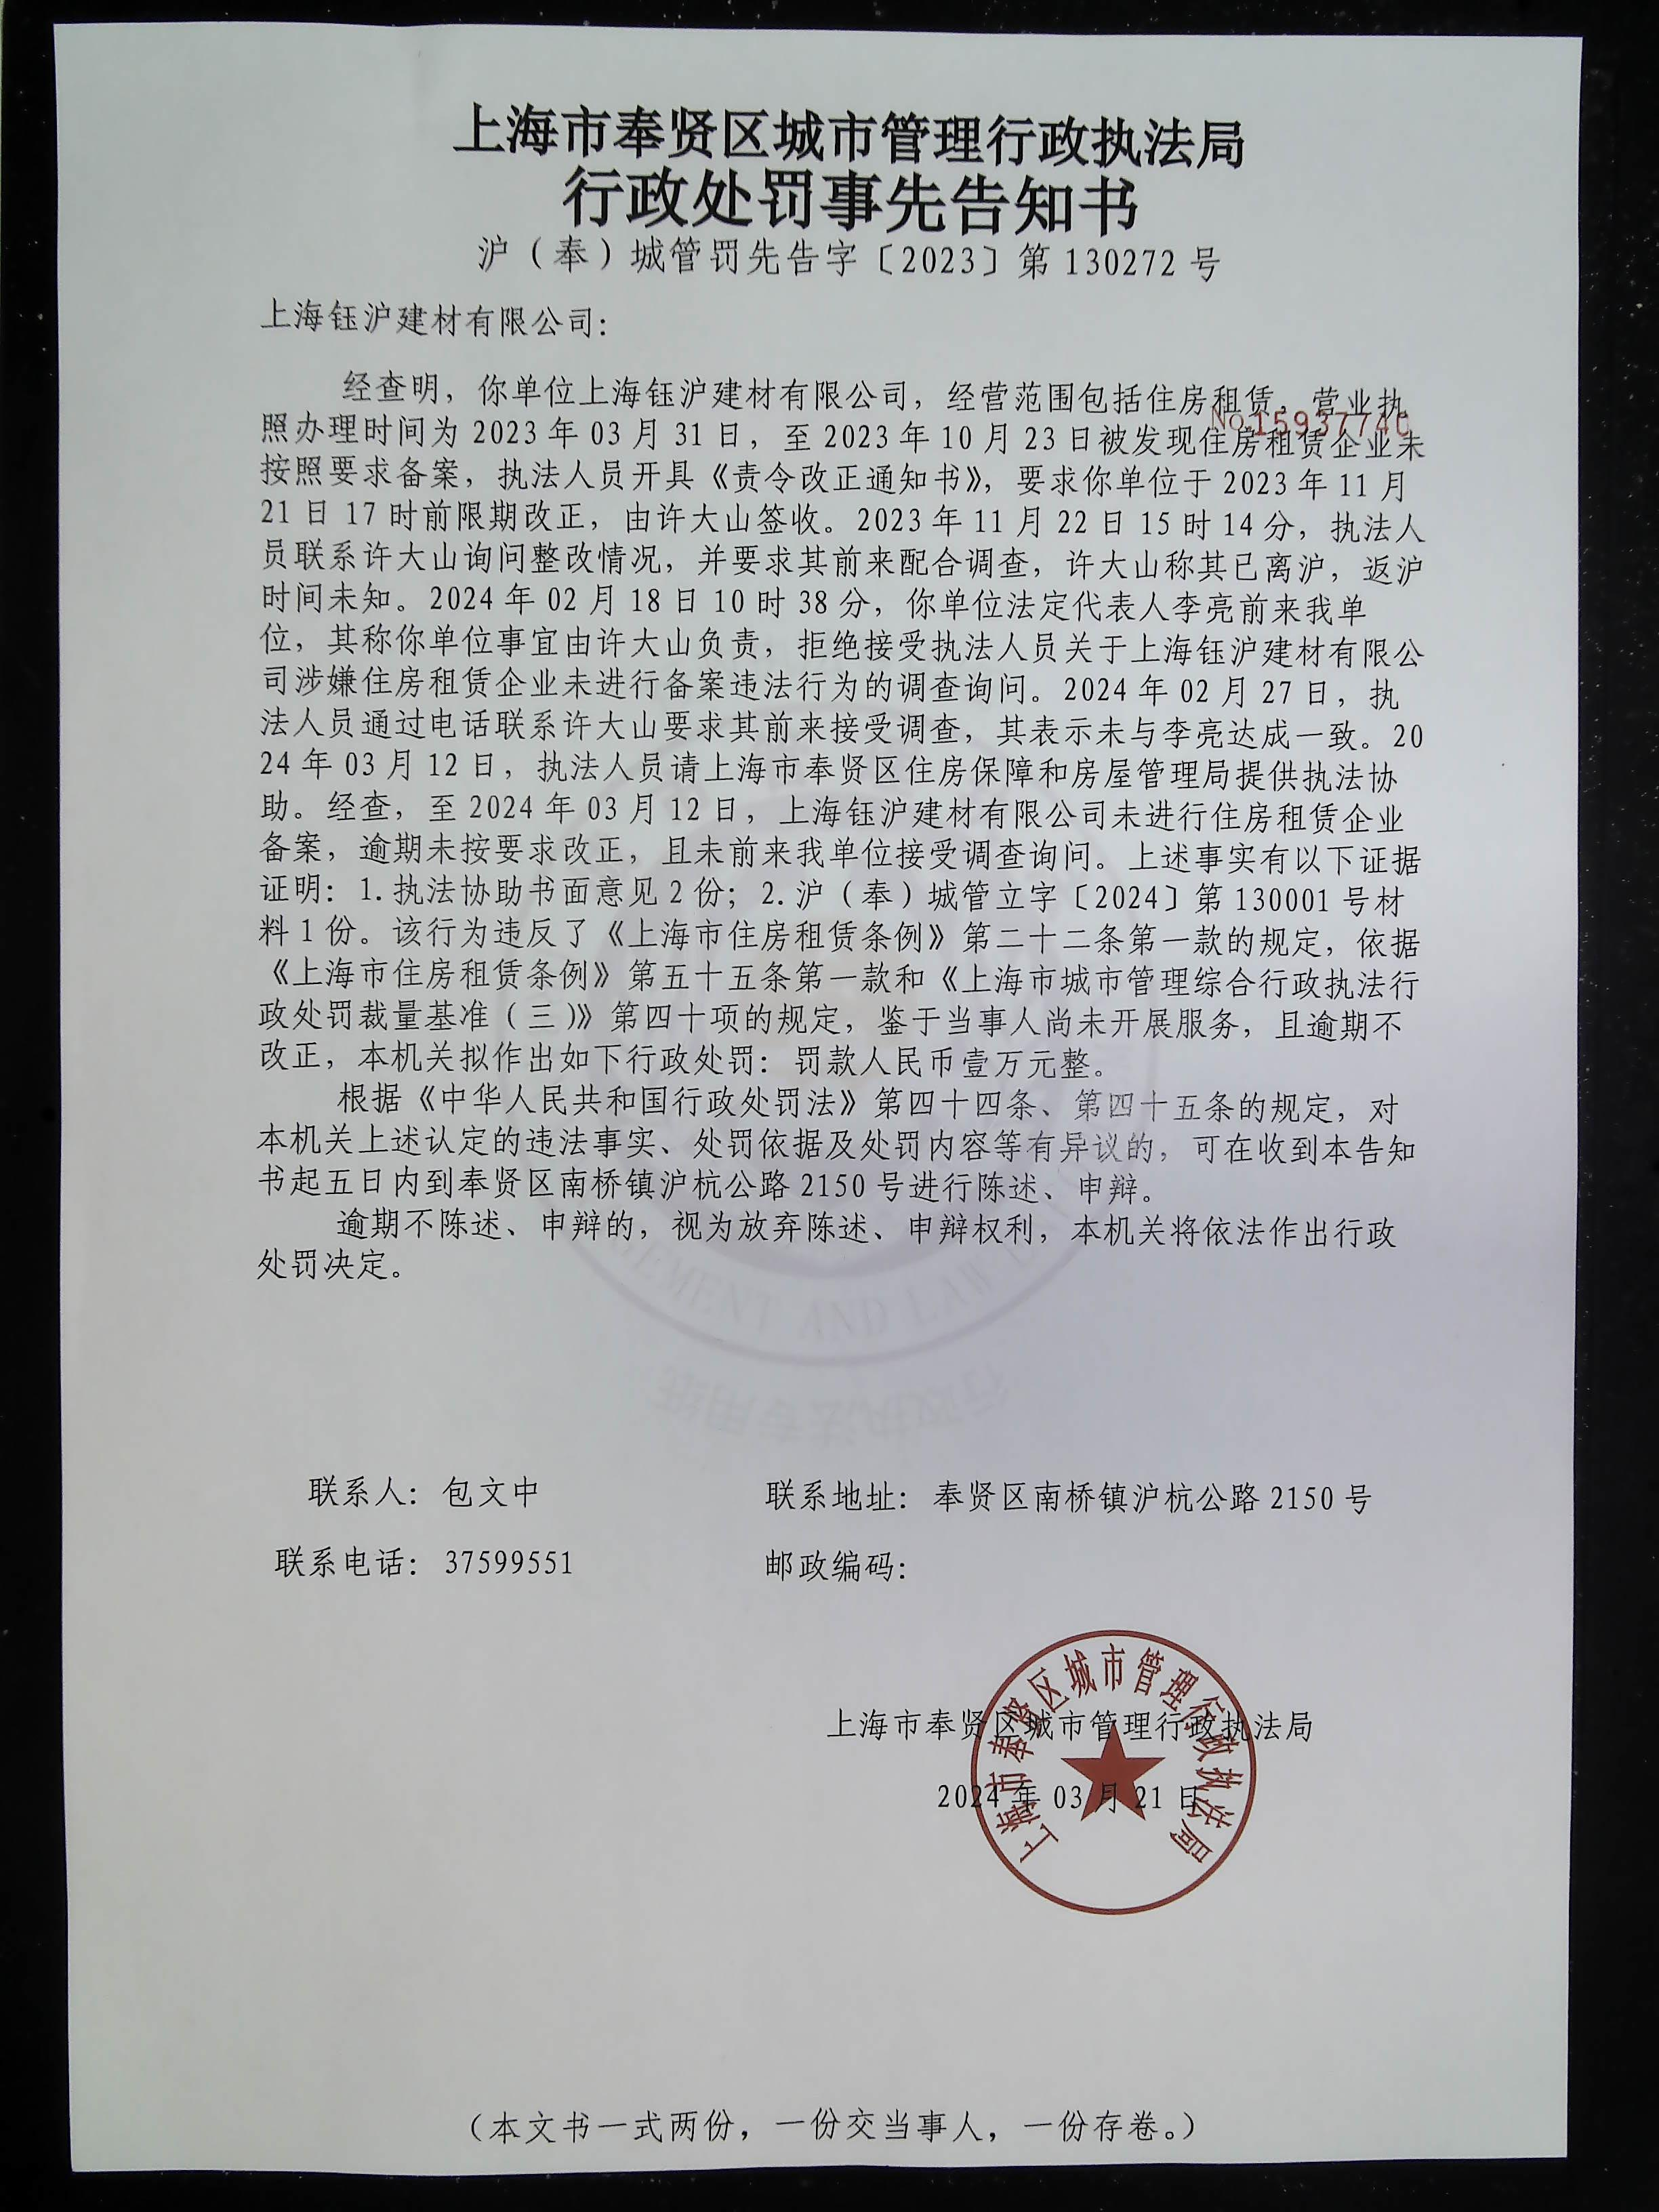 上海市奉贤区城市管理行政执法局
行政处罚事先告知书
沪（奉）城管罚先告字〔2023〕第130272号
上海钰沪建材有限公司：
经查明，你单位上海钰沪建材有限公司，经营范围包括住房租赁，营业执
No.15937740
照办理时间为2023年03月31日，至2023年10月23日被发现住房租赁企业未
按照要求备案，执法人员开具《责令改正通知书》，要求你单位于2023年11月
21日17时前限期改正，由许大山签收。2023年11月22日15时14分，执法人
员联系许大山询问整改情况，并要求其前来配合调查，许大山称其已离沪，返沪
时间未知。2024年02月18日10时38分，你单位法定代表人李亮前来我单
位，其称你单位事宜由许大山负责，拒绝接受执法人员关于上海钰沪建材有限公
司涉嫌住房租赁企业未进行备案违法行为的调查询问。2024年02月27日，执
法人员通过电话联系许大山要求其前来接受调查，其表示未与李亮达成一致。20
24年03月12日，执法人员请上海市奉贤区住房保障和房屋管理局提供执法协
助。经查，至2024年03月12日，上海钰沪建材有限公司未进行住房租赁企业
备案，逾期未按要求改正，且未前来我单位接受调查询问。上述事实有以下证据
证明：1.执法协助书面意见2份；2.沪（奉）城管立字〔2024〕第130001号材
料1份。该行为违反了《上海市住房租赁条例》第二十二条第一款的规定，依据
《上海市住房租赁条例》第五十五条第一款和《上海市城市管理综合行政执法行
政处罚裁量基准（三）》第四十项的规定，鉴于当事人尚未开展服务，且逾期不
改正，本机关拟作出如下行政处罚：罚款人民币壹万元整。
根据《中华人民共和国行政处罚法》第四十四条、第四十五条的规定，对
本机关上述认定的违法事实、处罚依据及处罚内容等有异议的，可在收到本告知
书起五日内到奉贤区南桥镇沪杭公路2150号进行陈述、申辩。
逾期不陈述、申辩的，视为放弃陈述、申辩权利，本机关将依法作出行政
处罚决定。
联系人：包文中
联系地址：奉贤区南桥镇沪杭公路2150号
联系电话：37599551
邮政编码：
上海市奉贤区城市管理行政执法局
上海市奉贤区城市管理行政执法局
2024年03月21日
（本文书一式两份，一份交当事人，一份存卷。）